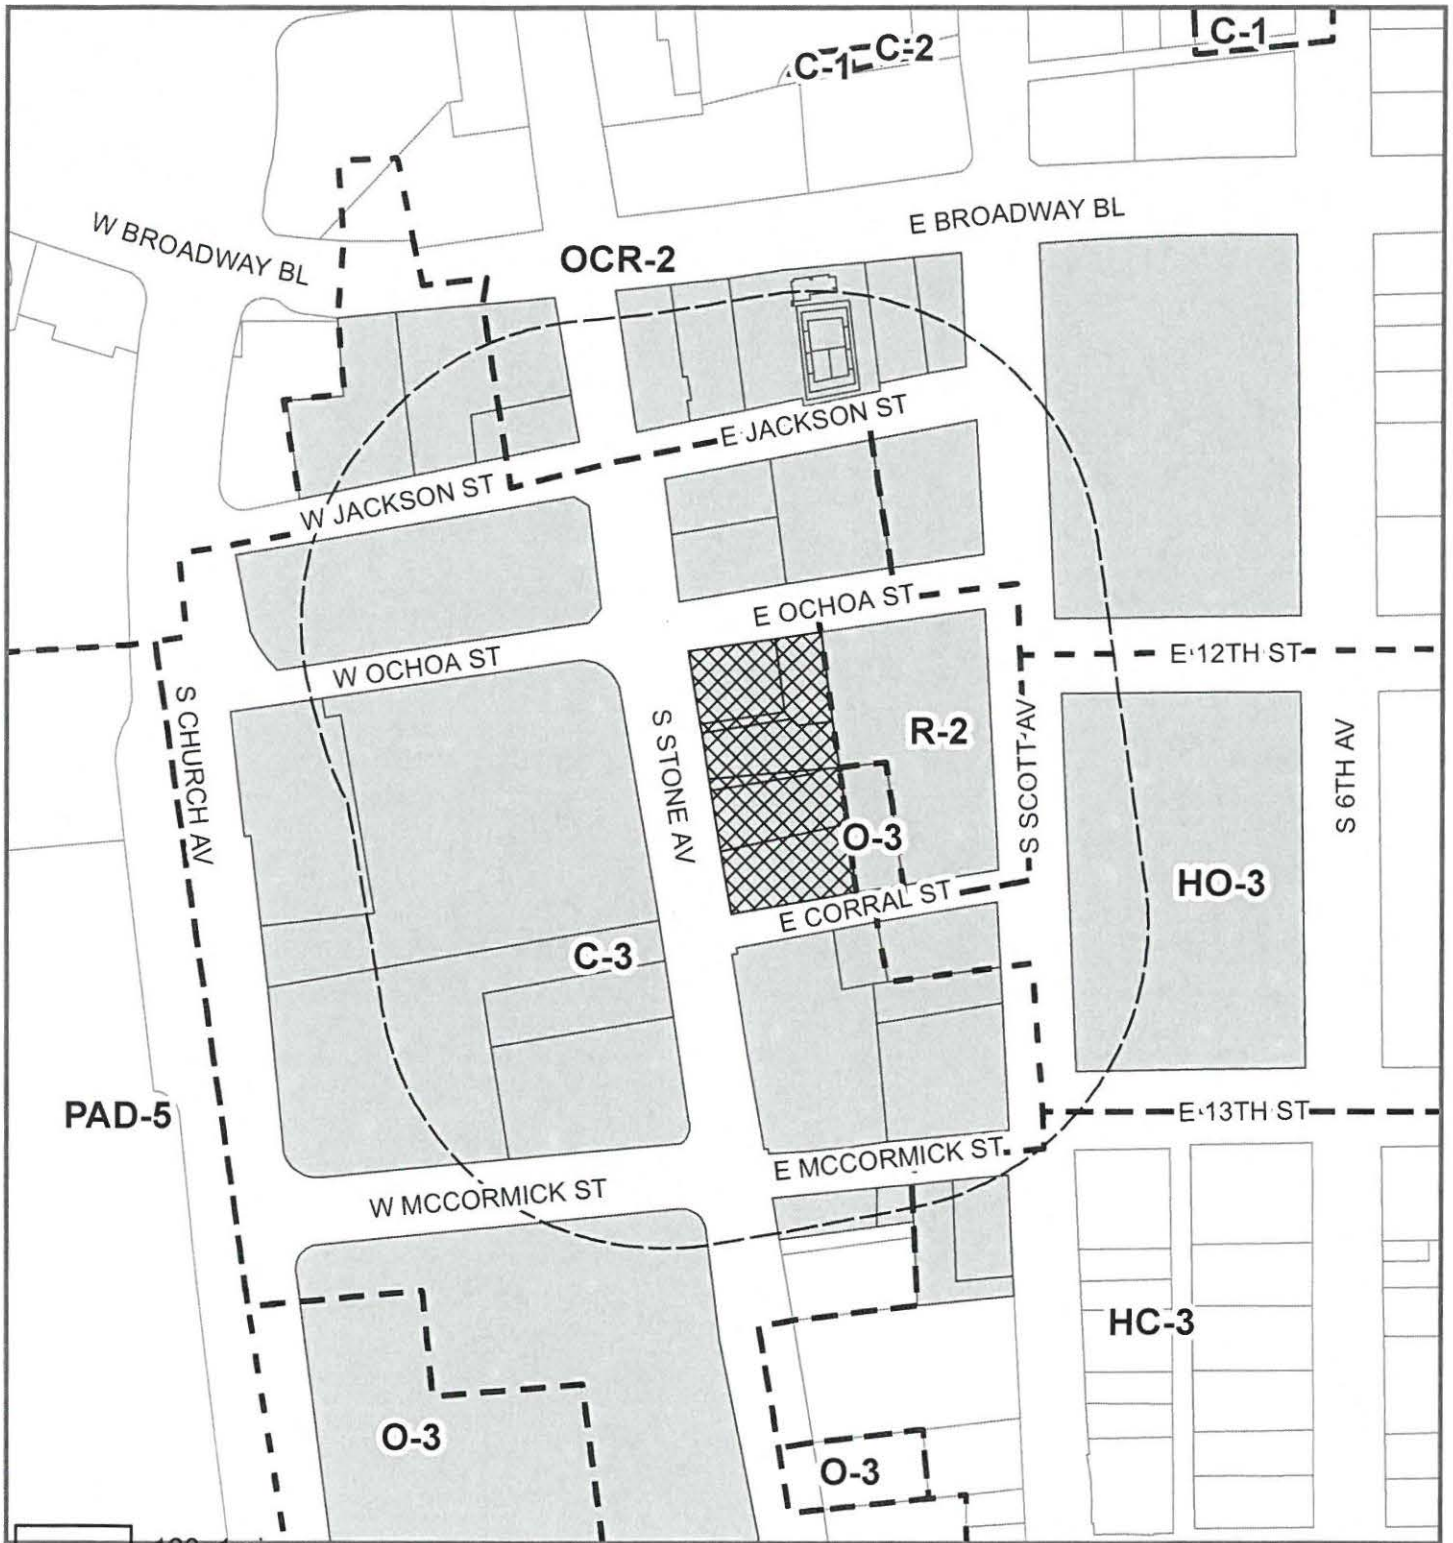 C-1
C-1
C-2
E BROADWAY BL
W BROADWAY BL
OCR-2
E JACKSON ST
W JACKSON ST
E OCHOA ST
W OCHOA ST
E 12TH ST
S CHURCH AV
S STONE AV
R-2
S SCOTT AV
S 6TH AV
O-3
HO-3
E CORRAL ST
C-3
PAD-5
E 13TH ST
E MCCORMICK ST
W MCCORMICK ST
HC-3
O-3
O-3